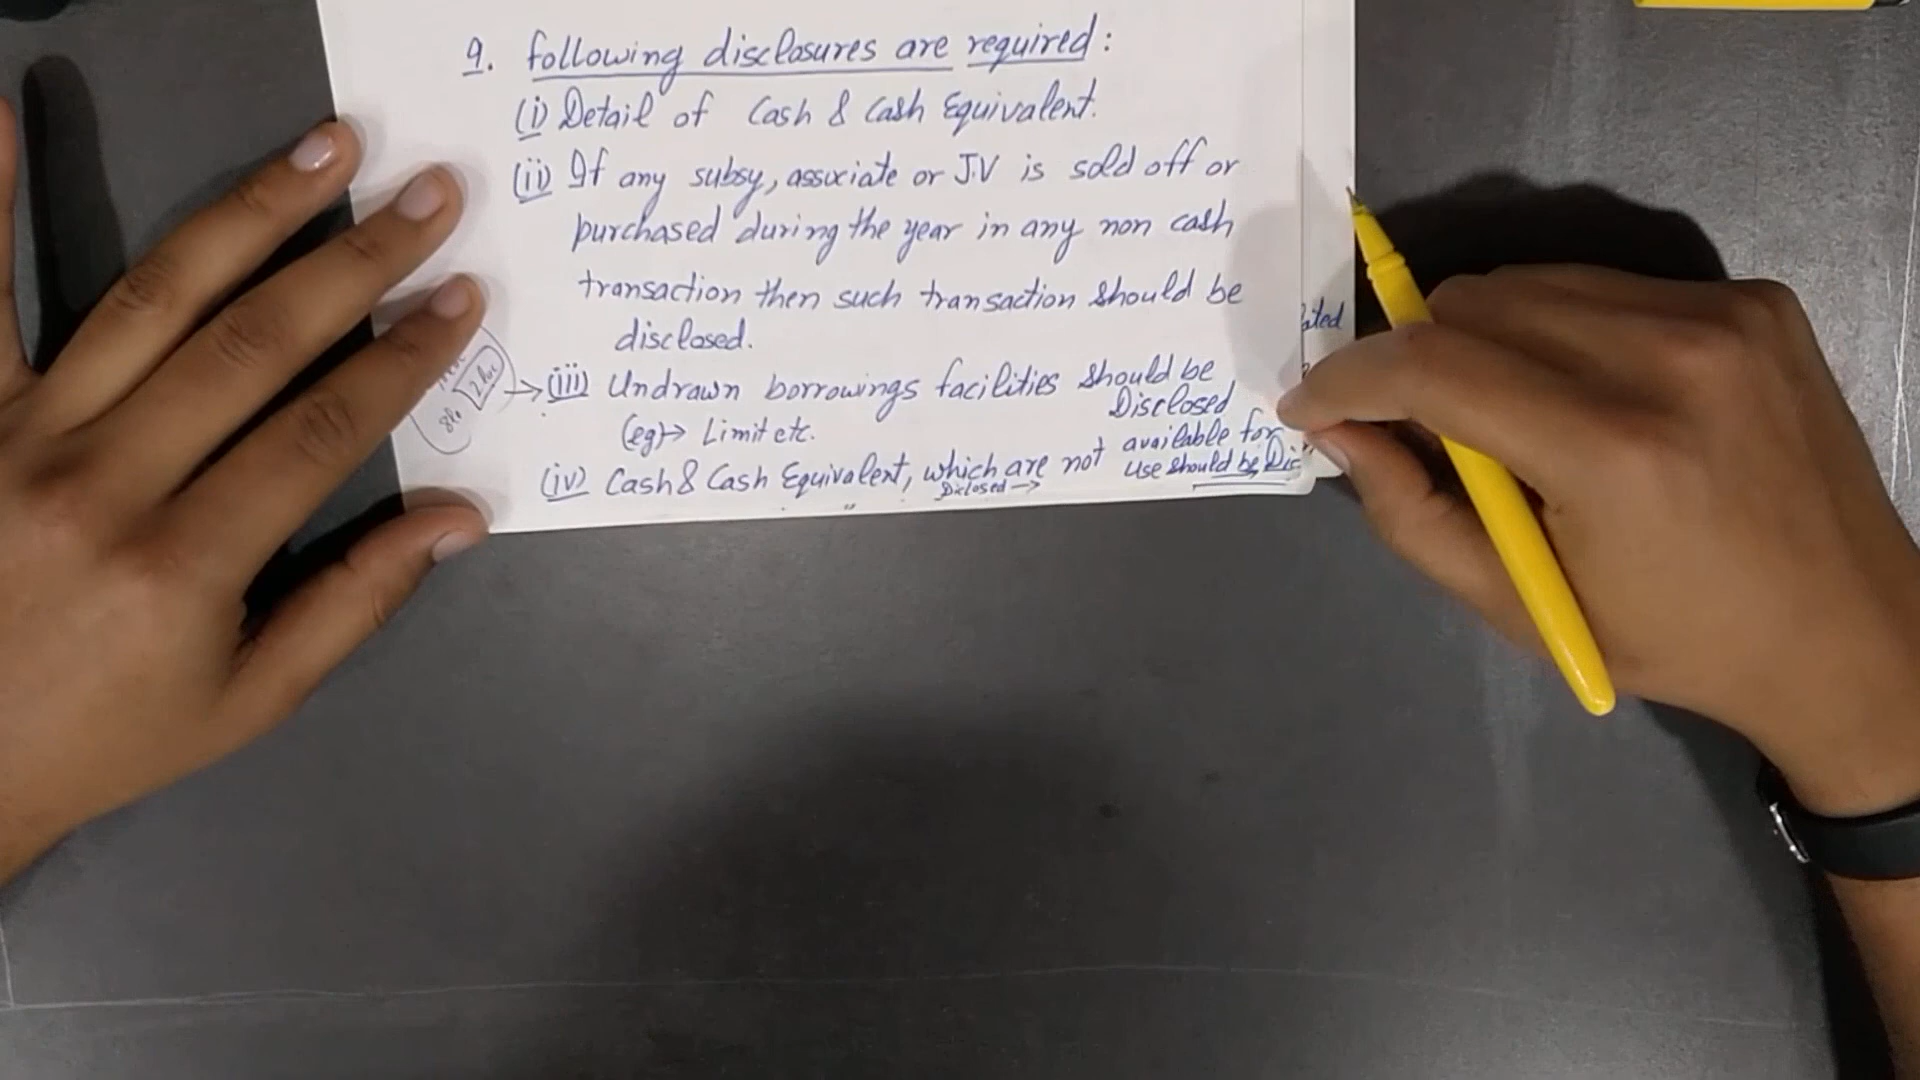 9. following disclosures are required:
(i) Detail of Cash & Cash Equivalent.
(ii) If any subsy, associate or J.V is sold off or
purchased during the year in any non cash
transaction then such transaction should be
disclosed.
(iii) Undrawn borrowings facilities should be
Disclosed
(eg)→ Limit etc.
(iv) Cash & Cash Equivalent, which are not available for
use should be Dis
Diclosed →
ated